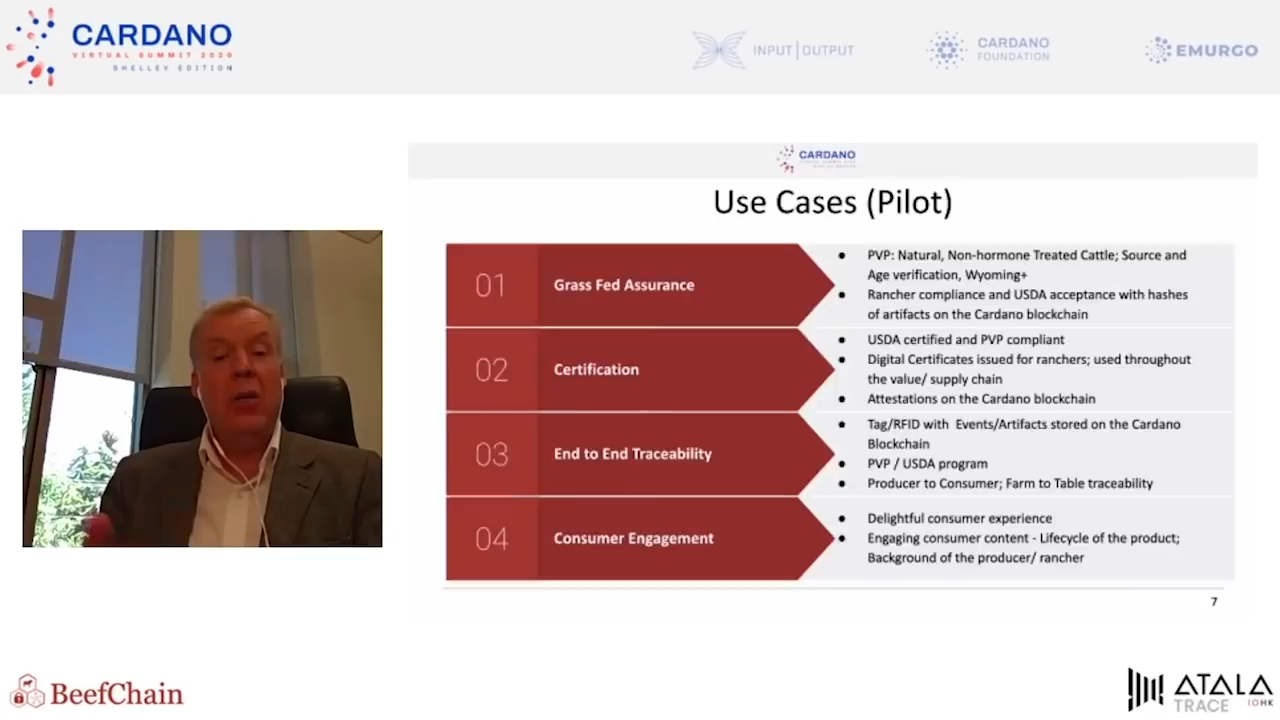 CARDANO
VIRTUAL SUMMIT 2020
SHELLEY EDITION
INPUT|OUTPUT
CARDANO
FOUNDATION
EMURGO
CARDANO
Use Cases (Pilot)
01
Grass Fed Assurance
● PVP: Natural, Non-hormone Treated Cattle; Source and
Age verification, Wyoming+
● Rancher compliance and USDA acceptance with hashes
of artifacts on the Cardano blockchain
02
Certification
● USDA certified and PVP compliant
● Digital Certificates issued for ranchers; used throughout
the value/ supply chain
● Attestations on the Cardano blockchain
03
End to End Traceability
● Tag/RFID with Events/Artifacts stored on the Cardano
Blockchain
● PVP / USDA program
● Producer to Consumer; Farm to Table traceability
04
Consumer Engagement
● Delightful consumer experience
● Engaging consumer content - Lifecycle of the product;
Background of the producer/ rancher
7
BeefChain
ATALA
TRACE
IOHK